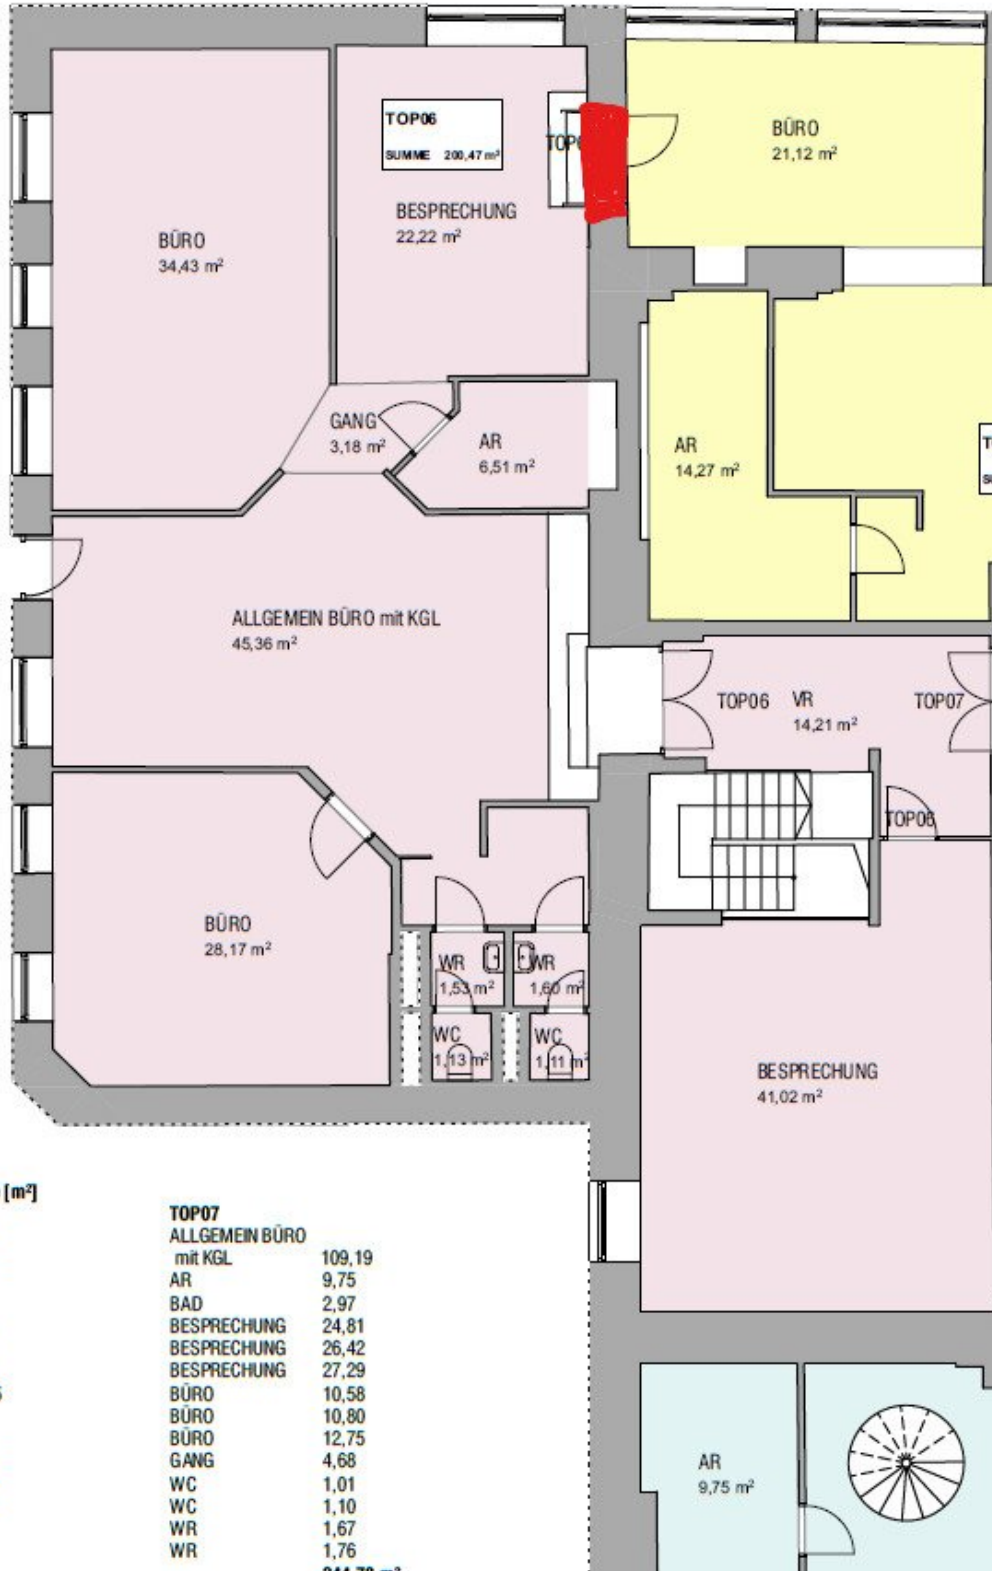 TOP06
SUMME 200,47 m²
BÜRO
21,12 m²
BESPRECHUNG
22,22 m²
BÜRO
34,43 m²
GANG
3,18 m²
AR
6,51 m²
AR
14,27 m²
ALLGEMEIN BÜRO mit KGL
45,36 m²
TOP06
VR
14,21 m²
TOP07
TOP06
BÜRO
28,17 m²
WR
1,53 m²
WR
1,60 m²
WC
1,13 m²
WC
1,11 m²
BESPRECHUNG
41,02 m²
[m²]
TOP07
ALLGEMEIN BÜRO
mit KGL 109,19
AR 9,75
BAD 2,97
BESPRECHUNG 24,81
BESPRECHUNG 26,42
BESPRECHUNG 27,29
BÜRO 10,58
BÜRO 10,80
BÜRO 12,75
GANG 4,68
WC 1,01
WC 1,10
WR 1,67
WR 1,76
AR
9,75 m²